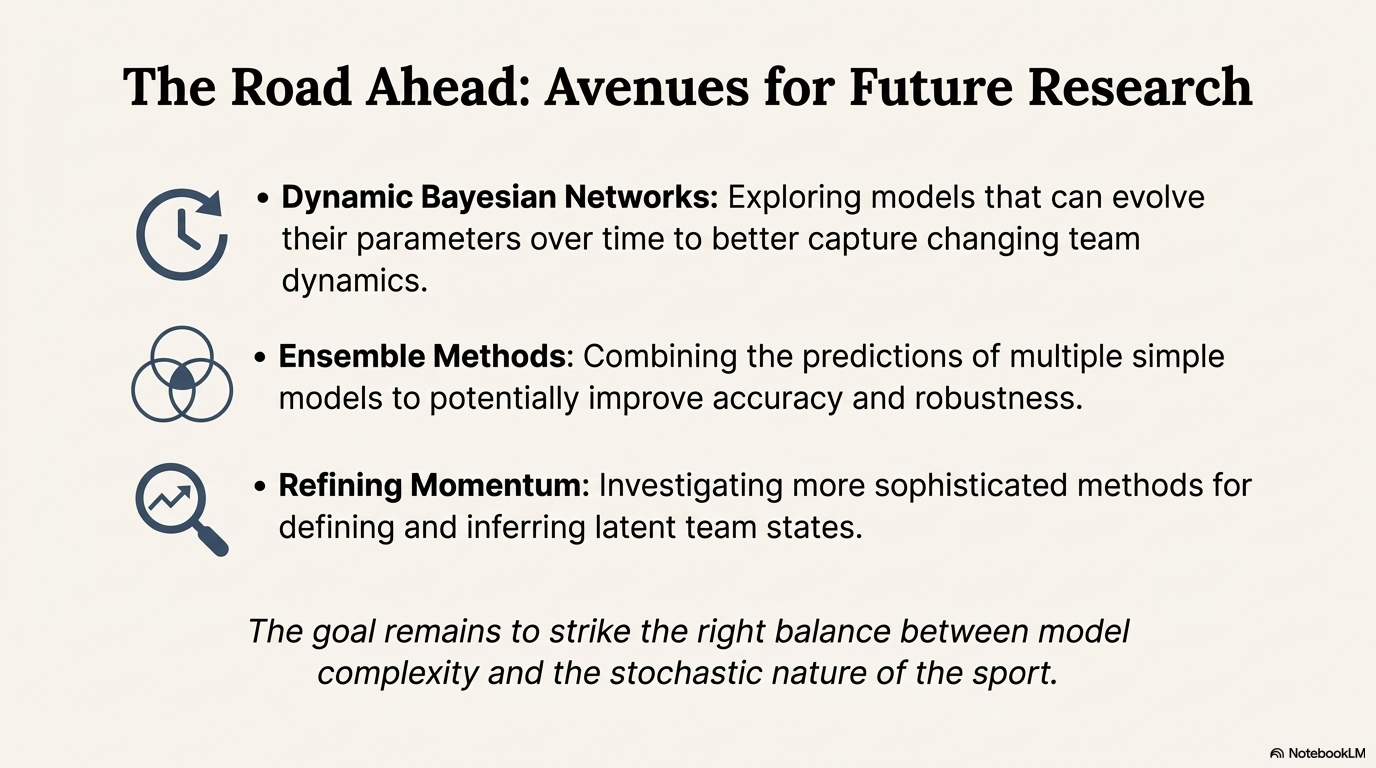 The Road Ahead: Avenues for Future Research
• Dynamic Bayesian Networks: Exploring models that can evolve
their parameters over time to better capture changing team
dynamics.
• Ensemble Methods: Combining the predictions of multiple simple
models to potentially improve accuracy and robustness.
• Refining Momentum: Investigating more sophisticated methods for
defining and inferring latent team states.
The goal remains to strike the right balance between model
complexity and the stochastic nature of the sport.
NotebookLM